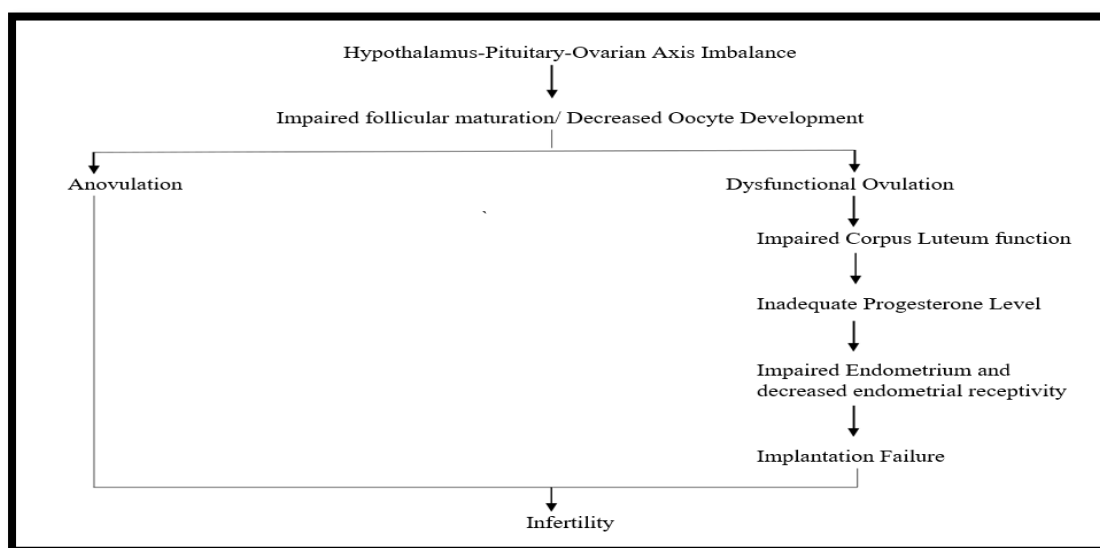 Hypothalamus-Pituitary-Ovarian Axis Imbalance
Impaired follicular maturation/ Decreased Oocyte Development
Anovulation
Dysfunctional Ovulation
Impaired Corpus Luteum function
Inadequate Progesterone Level
Impaired Endometrium and
decreased endometrial receptivity
Implantation Failure
Infertility